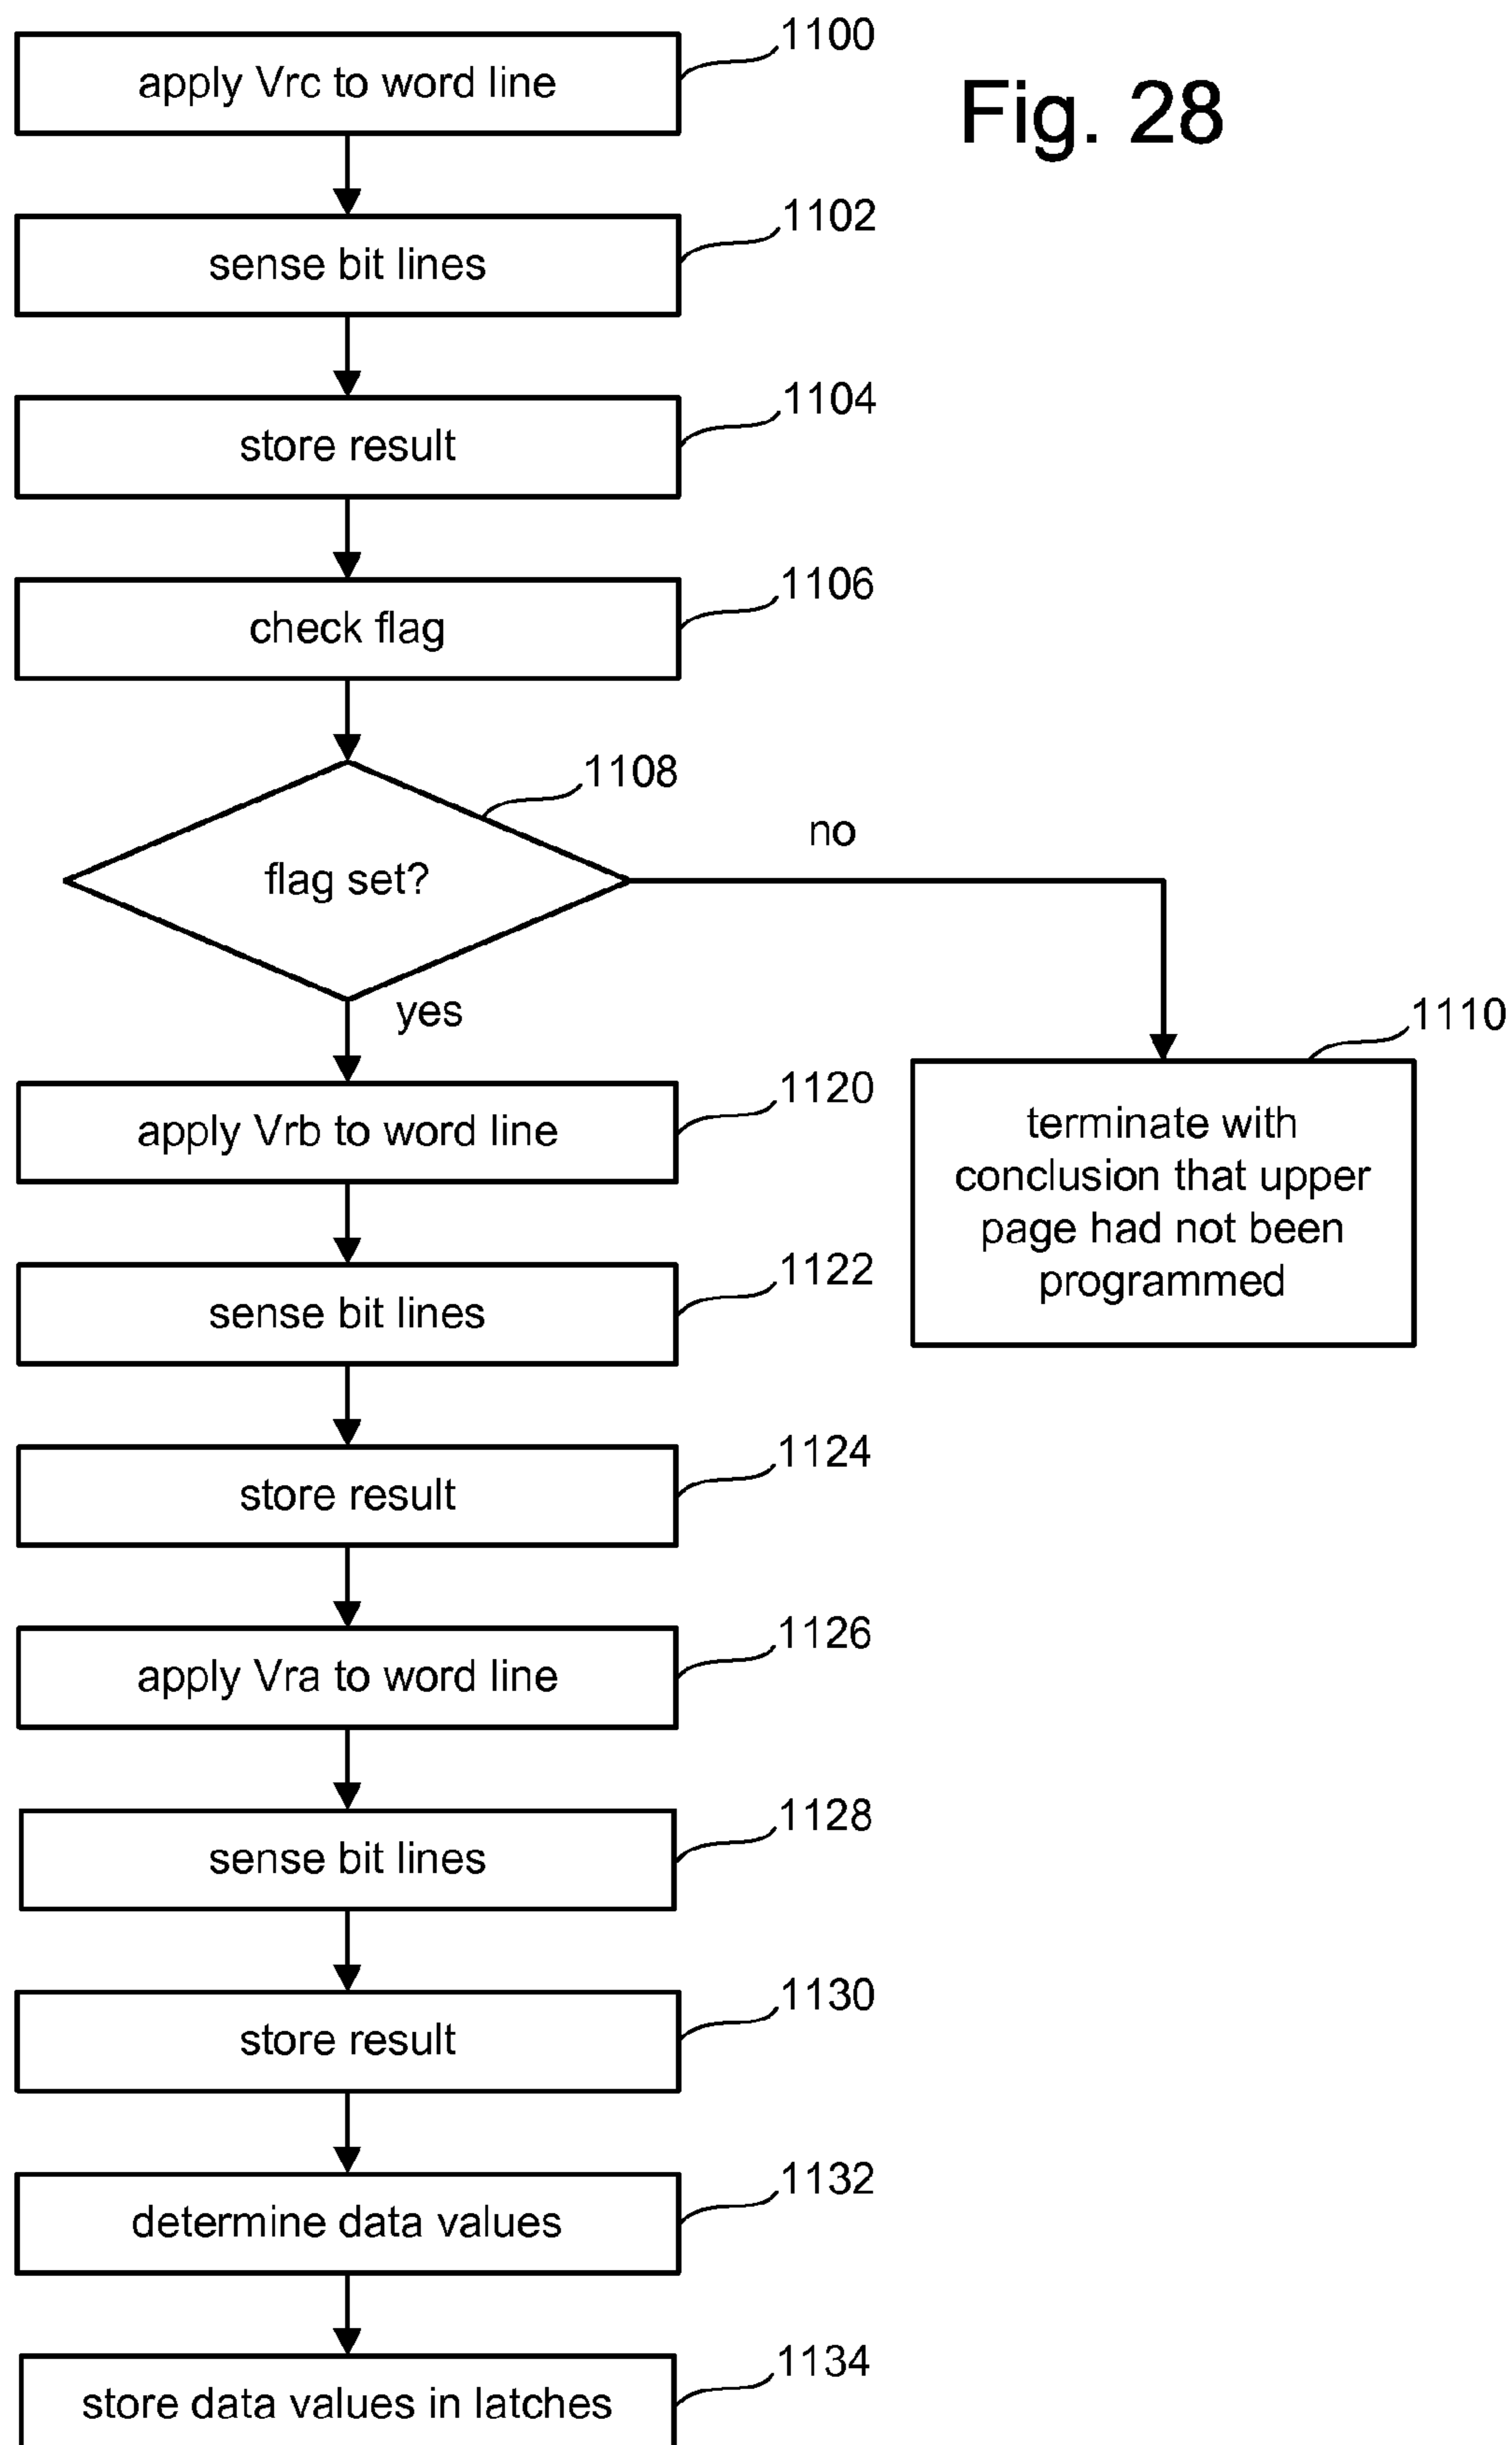 Fig. 28
1100
apply Vrc to word line
1102
sense bit lines
1104
store result
1106
check flag
1108
flag set?
no
yes
1110
terminate with
conclusion that upper
page had not been
programmed
1120
apply Vrb to word line
1122
sense bit lines
1124
store result
1126
apply Vra to word line
1128
sense bit lines
1130
store result
1132
determine data values
1134
store data values in latches